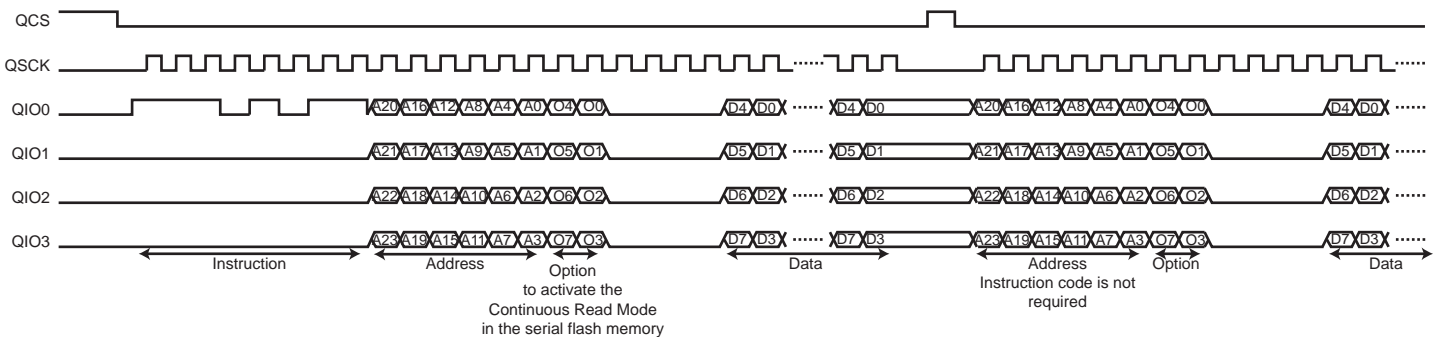 QCS
QSCK
QIO0 A20 A16 A12 A8 A4 A0 O4 O0 D4 D0 D4 D0 A20 A16 A12 A8 A4 A0 O4 O0 D4 D0
QIO1 A21 A17 A13 A9 A5 A1 O5 O1 D5 D1 D5 D1 A21 A17 A13 A9 A5 A1 O5 O1 D5 D1
QIO2 A22 A18 A14 A10 A6 A2 O6 O2 D6 D2 D6 D2 A22 A18 A14 A10 A6 A2 O6 O2 D6 D2
QIO3 A23 A19 A15 A11 A7 A3 O7 O3 D7 D3 D7 D3 A23 A19 A15 A11 A7 A3 O7 O3 D7 D3
Instruction
Address
Option
to activate the
Continuous Read Mode
in the serial flash memory
Data
Address
Instruction code is not
required
Option
Data